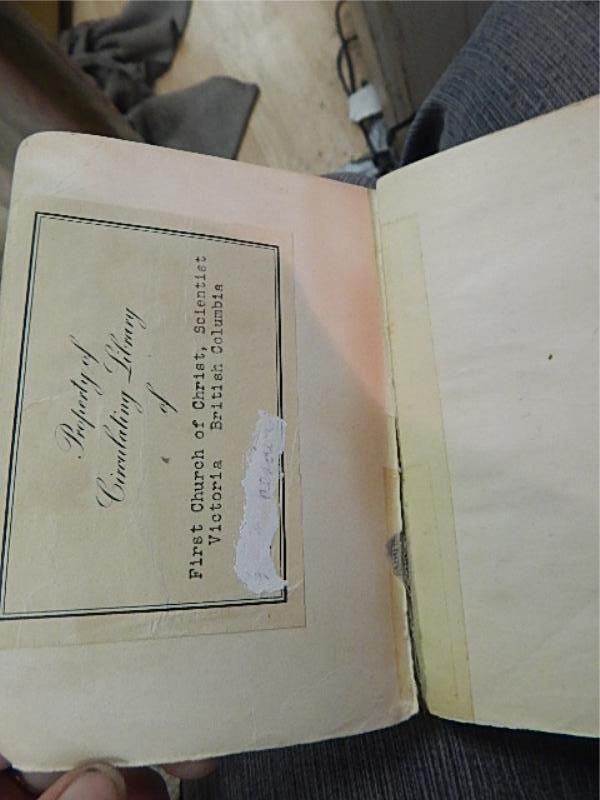 Property of
Circulating Library
of
First Church of Christ, Scientist
Victoria British Columbia